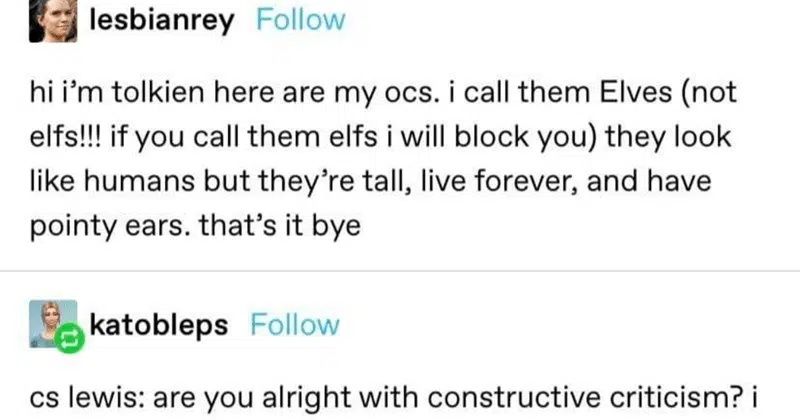 lesbianrey Follow
hi i'm tolkien here are my ocs. i call them Elves (not
elfs!!! if you call them elfs i will block you) they look
like humans but they're tall, live forever, and have
pointy ears. that's it bye
katobleps Follow
cs lewis: are you alright with constructive criticism? i